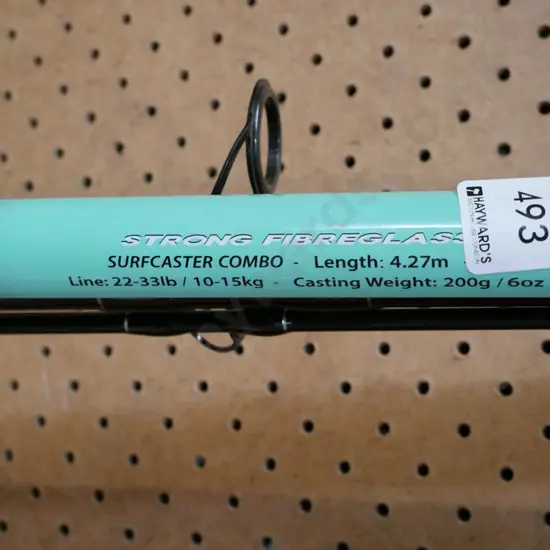 STRONG FIBREGLASS
SURFCASTER COMBO - Length: 4.27m
Line: 22-33lb / 10-15kg - Casting Weight: 200g / 6oz
HAYWARD'S
493